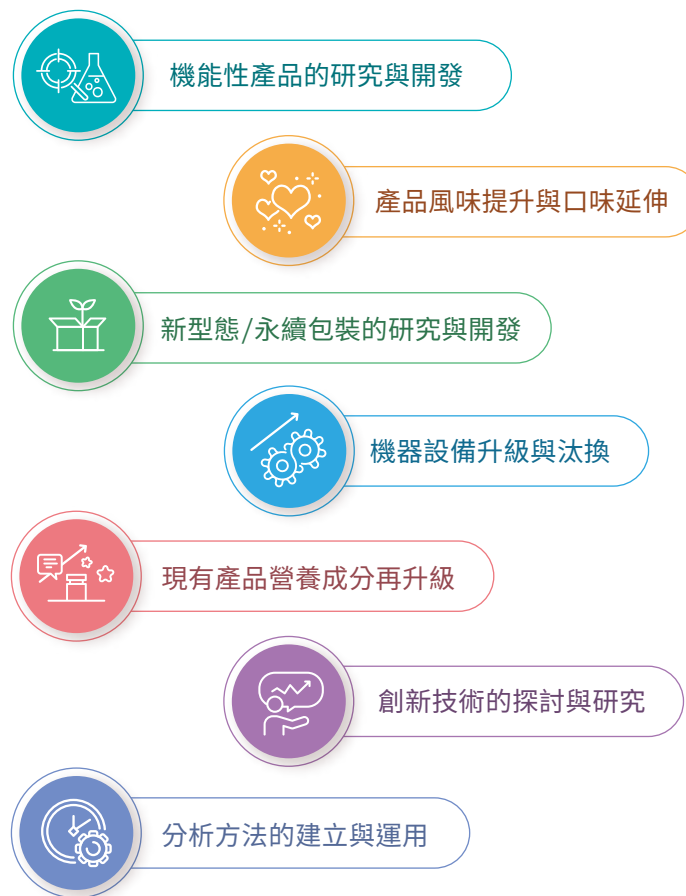 機能性產品的研究與開發
產品風味提升與口味延伸
新型態/永續包裝的研究與開發
機器設備升級與汰換
現有產品營養成分再升級
創新技術的探討與研究
分析方法的建立與運用